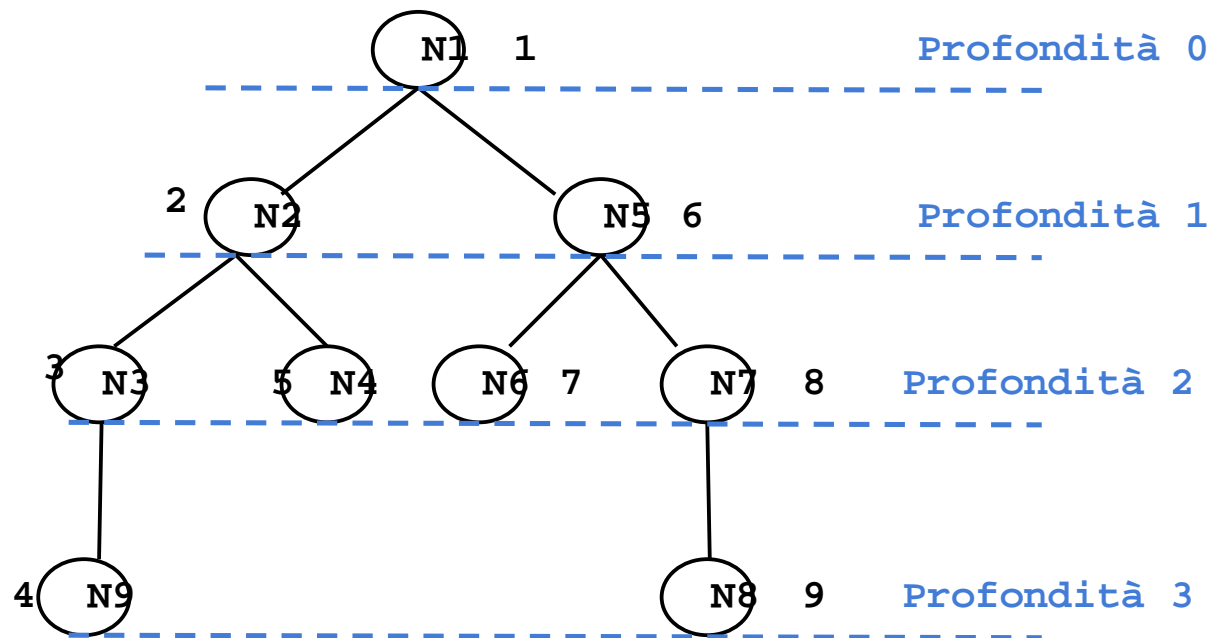 N1 1 Profondità 0
2 N2 N5 6 Profondità 1
3 N3 5 N4 N6 7 N7 8 Profondità 2
4 N9 N8 9 Profondità 3